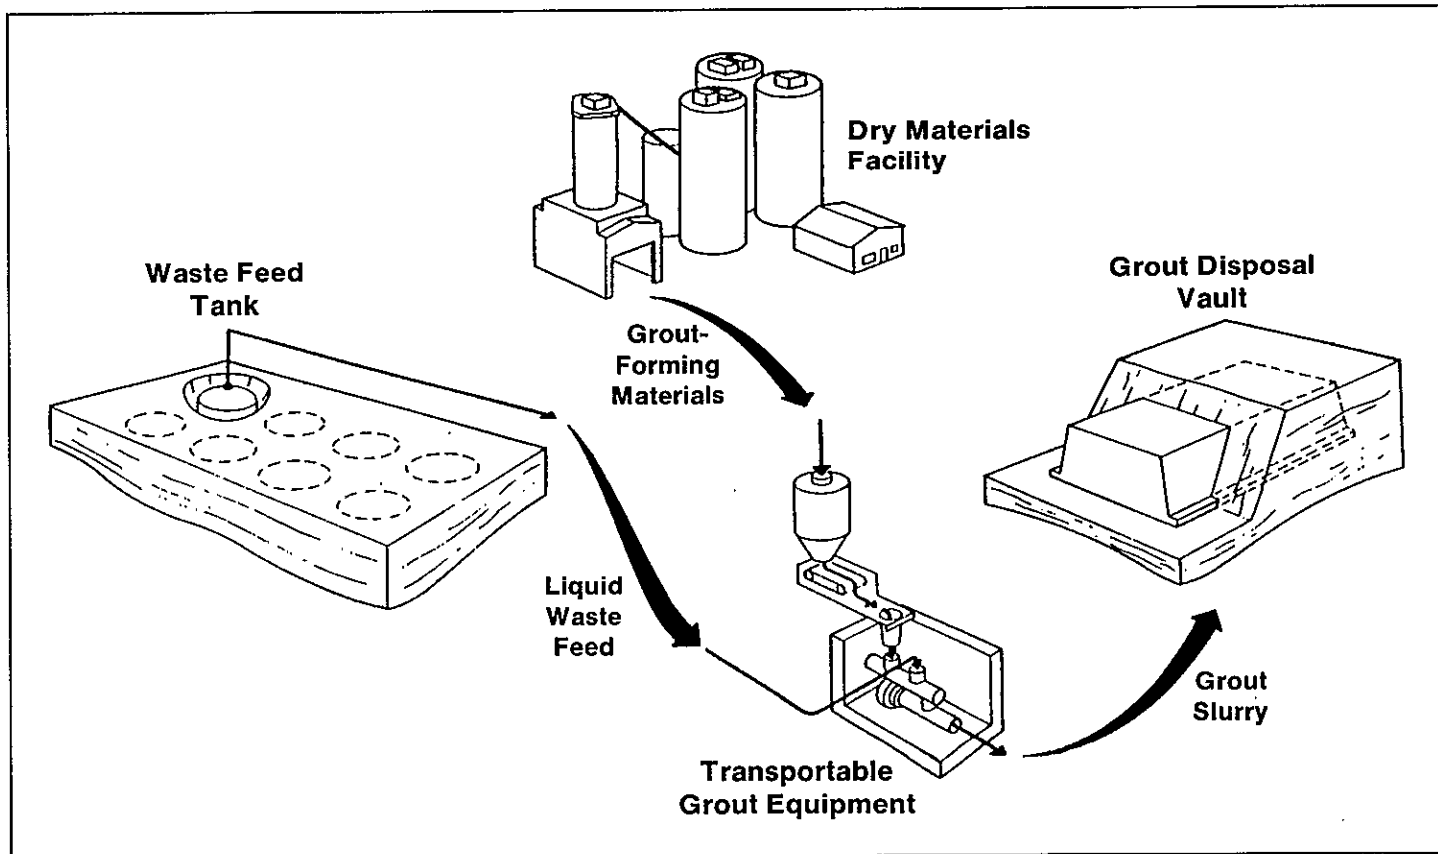 Dry Materials
Facility
Waste Feed
Tank
Grout Disposal
Vault
Grout-
Forming
Materials
Liquid
Waste
Feed
Grout
Slurry
Transportable
Grout Equipment